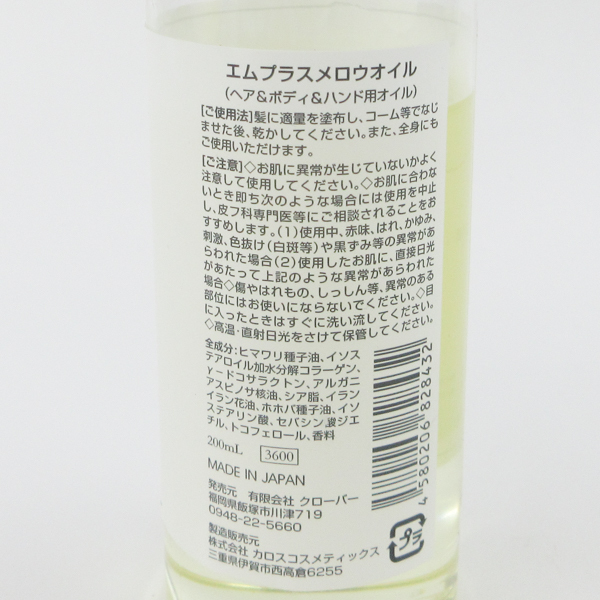 エムプラスメロウオイル
(ヘア&ボディ&ハンド用オイル)
[ご使用法]髪に適量を塗布し、コーム等でなじ
ませた後、乾かしてください。また、全身にも
ご使用いただけます。
[ご注意]◇お肌に異常が生じていないかよく
注意して使用してください。◇お肌に合わな
いとき即ち次のような場合には使用を中止
し、皮フ科専門医等にご相談されることをお
すすめします。(1)使用中、赤味、はれ、かゆみ、
刺激、色抜け(白斑等)や黒ずみ等の異常があ
らわれた場合(2)使用したお肌に、直接日光
があたって上記のような異常があらわれた
場合◇傷やはれもの、しっしん等、異常のある
部位にはお使いにならないでください。◇目
に入ったときはすぐに洗い流してください。
◇高温・直射日光をさけて保管してください。
全成分:ヒマワリ種子油、イソス
テアロイル加水分解コラーゲン、
γ-ドコサラクトン、アルガニ
アスピノサ核油、シア脂、イラン
イラン花油、ホホバ種子油、イソ
ステアリン酸、セバシン酸ジエ
チル、トコフェロール、香料
200mL 3600
MADE IN JAPAN
発売元 有限会社 クローバー
福岡県飯塚市川津719
0948-22-5660
製造販売元
株式会社 カロスコスメティックス
三重県伊賀市西高倉6255
4580206828432
プラ